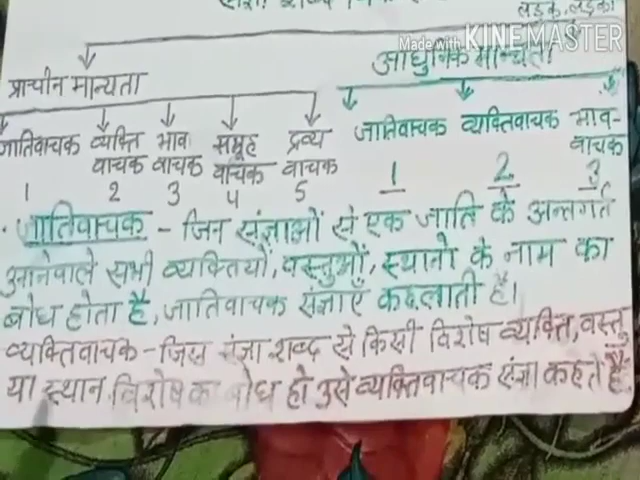 संज्ञा शब्द
लड़का, लड़की
Made with KINEMASTER
आधुनिक मान्यता
प्राचीन मान्यता
जातिवाचक व्यक्ति वाचक भाव वाचक समूह वाचक द्रव्य वाचक जातिवाचक व्यक्तिवाचक भाव-वाचक
1 2 3 4 5 1 2 3
· जातिवाचक - जिन संज्ञाओं से एक जाति के अन्तर्गत
आनेवाले सभी व्यक्तियों, वस्तुओं, स्थानो के नाम का
बोध होता है, जातिवाचक संज्ञाएँ कहलाती है।
व्यक्तिवाचक - जिस संज्ञा शब्द से किसी विशेष व्यक्ति, वस्तु
या स्थान विशेष का बोध हो उसे व्यक्तिवाचक संज्ञा कहते है